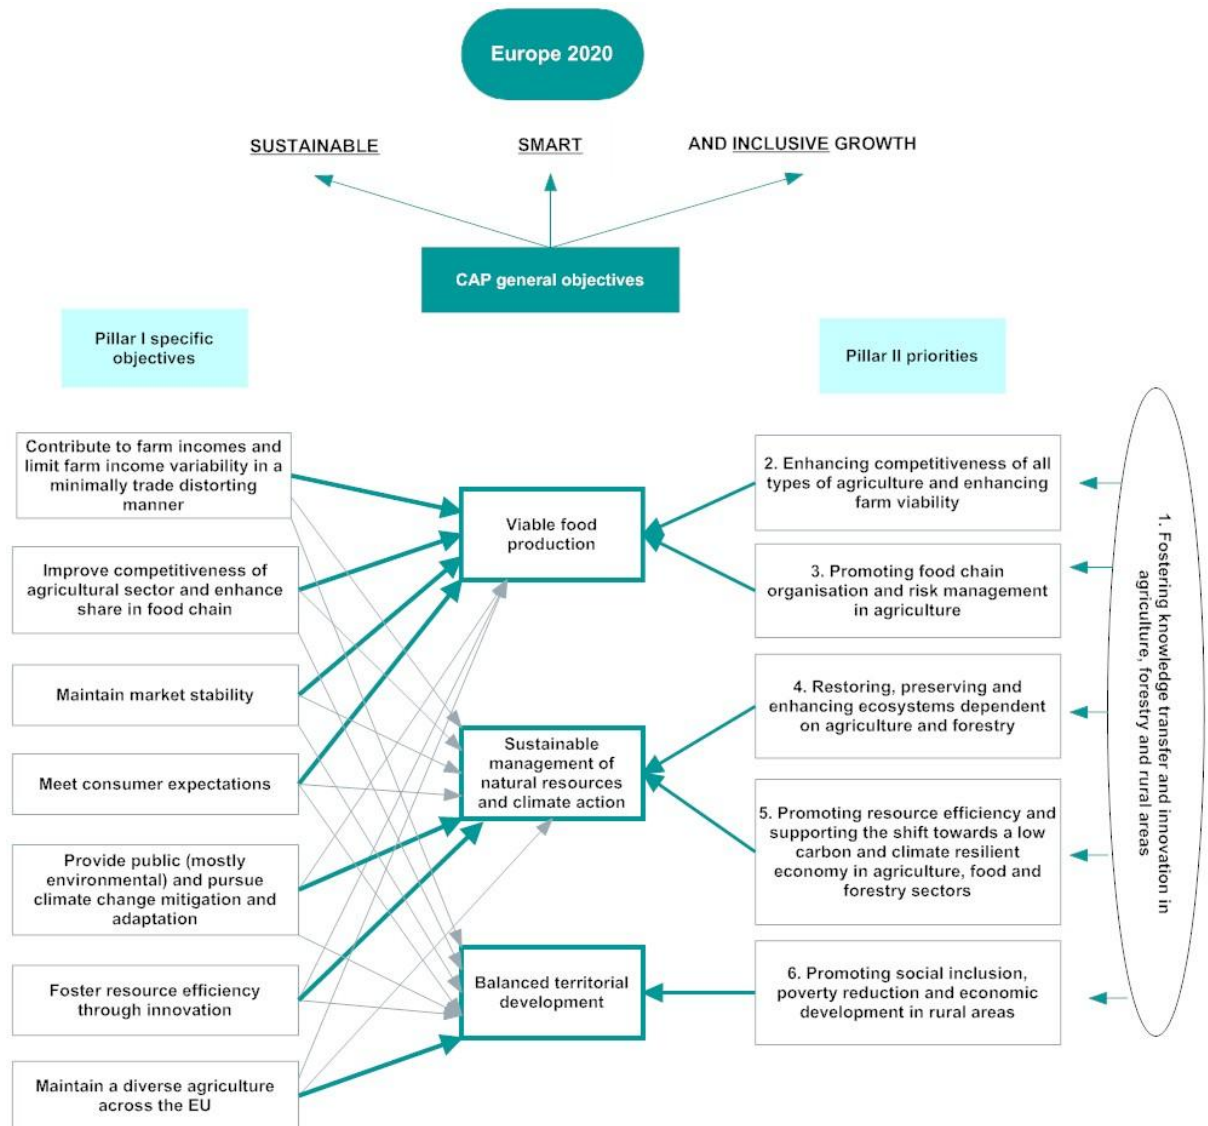 Europe 2020
SUSTAINABLE
SMART
AND INCLUSIVE GROWTH
CAP general objectives
Pillar I specific
objectives
Pillar II priorities
Contribute to farm incomes and
limit farm income variability in a
minimally trade distorting
manner
Improve competitiveness of
agricultural sector and enhance
share in food chain
Maintain market stability
Meet consumer expectations
Provide public (mostly
environmental) and pursue
climate change mitigation and
adaptation
Foster resource efficiency
through innovation
Maintain a diverse agriculture
across the EU
Viable food
production
Sustainable
management of
natural resources
and climate action
Balanced territorial
development
2. Enhancing competitiveness of all
types of agriculture and enhancing
farm viability
3. Promoting food chain
organisation and risk management
in agriculture
4. Restoring, preserving and
enhancing ecosystems dependent
on agriculture and forestry
5. Promoting resource efficiency and
supporting the shift towards a low
carbon and climate resilient
economy in agriculture, food and
forestry sectors
6. Promoting social inclusion,
poverty reduction and economic
development in rural areas
1. Fostering knowledge transfer and innovation in
agriculture, forestry and rural areas